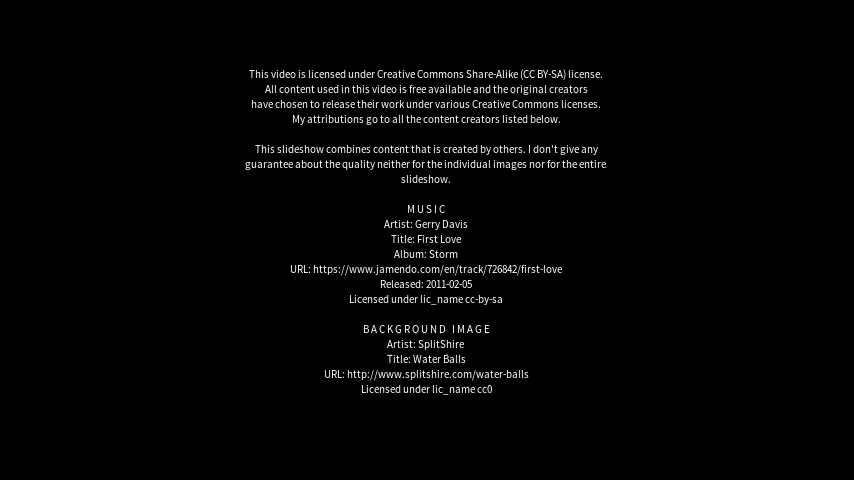 This video is licensed under Creative Commons Share-Alike (CC BY-SA) license.
All content used in this video is free available and the original creators
have chosen to release their work under various Creative Commons licenses.
My attributions go to all the content creators listed below.
This slideshow combines content that is created by others. I don't give any
guarantee about the quality neither for the individual images nor for the entire
slideshow.
MUSIC
Artist: Gerry Davis
Title: First Love
Album: Storm
URL: https://www.jamendo.com/en/track/726842/first-love
Released: 2011-02-05
Licensed under lic_name cc-by-sa
BACKGROUND IMAGE
Artist: SplitShire
Title: Water Balls
URL: http://www.splitshire.com/water-balls
Licensed under lic_name cc0